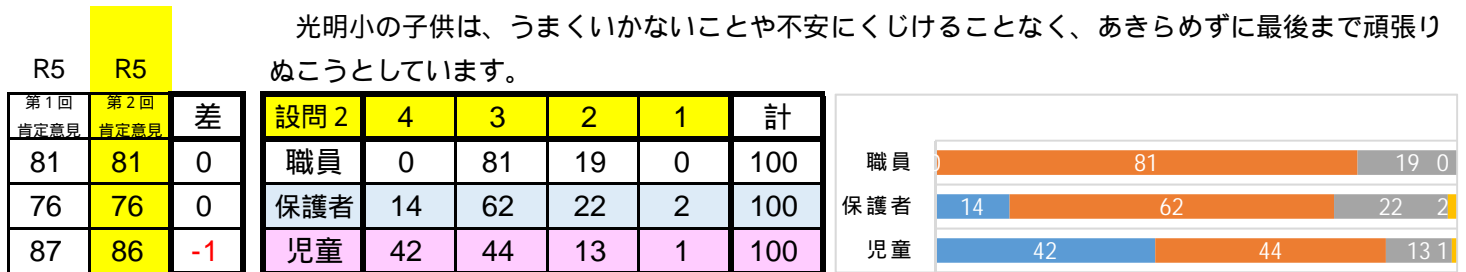 光明小の子供は、うまくいかないことや不安にくじけることなく、あきらめずに最後まで頑張り
ぬこうとしています。
R5 R5
第1回 第2回
肯定意見 肯定意見 差
81 81 0
76 76 0
87 86 -1
設問2 4 3 2 1 計
職員 0 81 19 0 100
保護者 14 62 22 2 100
児童 42 44 13 1 100
職員 0 81 19 0
保護者 14 62 22 2
児童 42 44 13 1